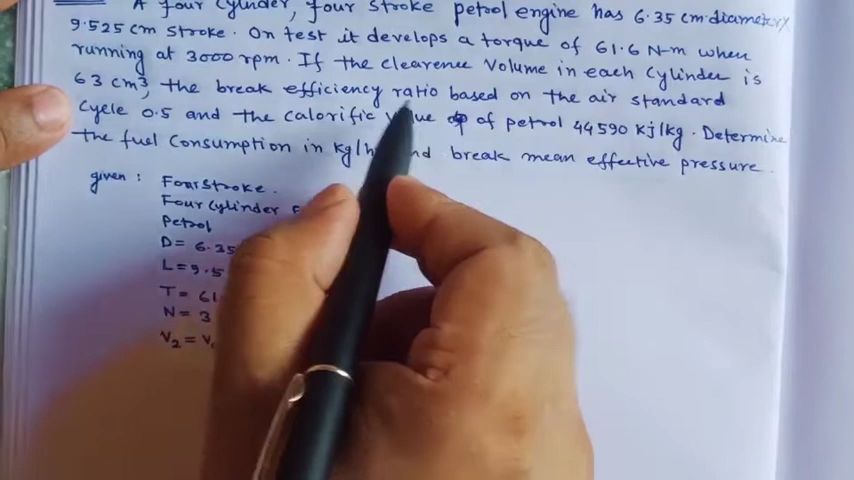 A four Cylinder, four stroke petrol engine has 6.35 cm diameter
9.525 cm stroke. On test it develops a torque of 61.6 N-m when
running at 3000 rpm. If the clearence Volume in each cylinder is
63 cm3, the break efficiency ratio based on the air standard
Cycle 0.5 and the calorific of petrol 44590 kj/kg. Determine
the fuel Consumption in kg/h break mean effective pressure.
given : Four Stroke.
Four Cylinder
Petrol
D= 6.35
L=9.5
T= 61
N= 3
V2=